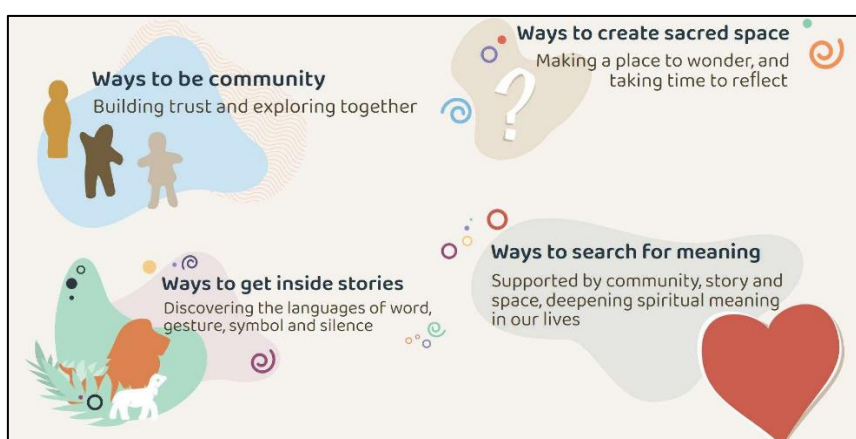 Ways to be community
Building trust and exploring together
Ways to create sacred space
Making a place to wonder, and
taking time to reflect
?
Ways to get inside stories
Discovering the languages of word,
gesture, symbol and silence
Ways to search for meaning
Supported by community, story and
space, deepening spiritual meaning
in our lives